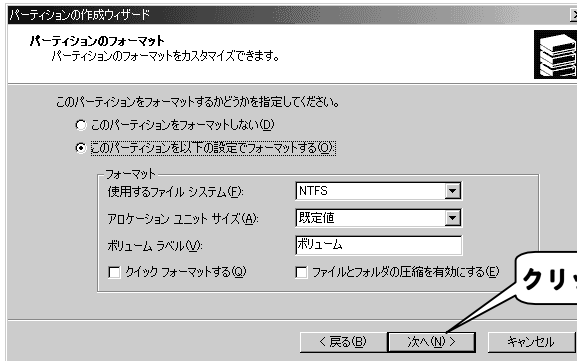 パーティションの作成ウィザード
パーティションのフォーマット
パーティションのフォーマットをカスタマイズできます。
このパーティションをフォーマットするかどうかを指定してください。
このパーティションをフォーマットしない(D)
このパーティションを以下の設定でフォーマットする(O)
フォーマット
使用するファイル システム(F): NTFS
アロケーション ユニット サイズ(A): 既定値
ボリューム ラベル(V): ボリューム
クイック フォーマットする(Q) ファイルとフォルダの圧縮を有効にする(E)
クリッ
< 戻る(B) 次へ(N) > キャンセル